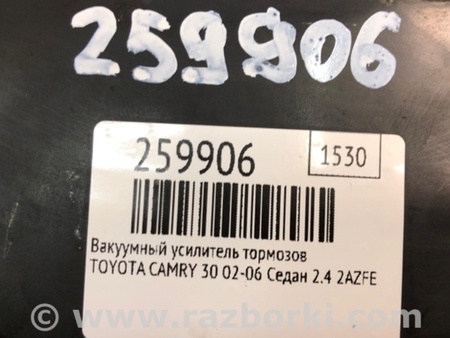 259906
259906
1530
Вакуумный усилитель тормозов
TOYOTA CAMRY 30 02-06 Седан 2.4 2AZFE
© www.razborki.com